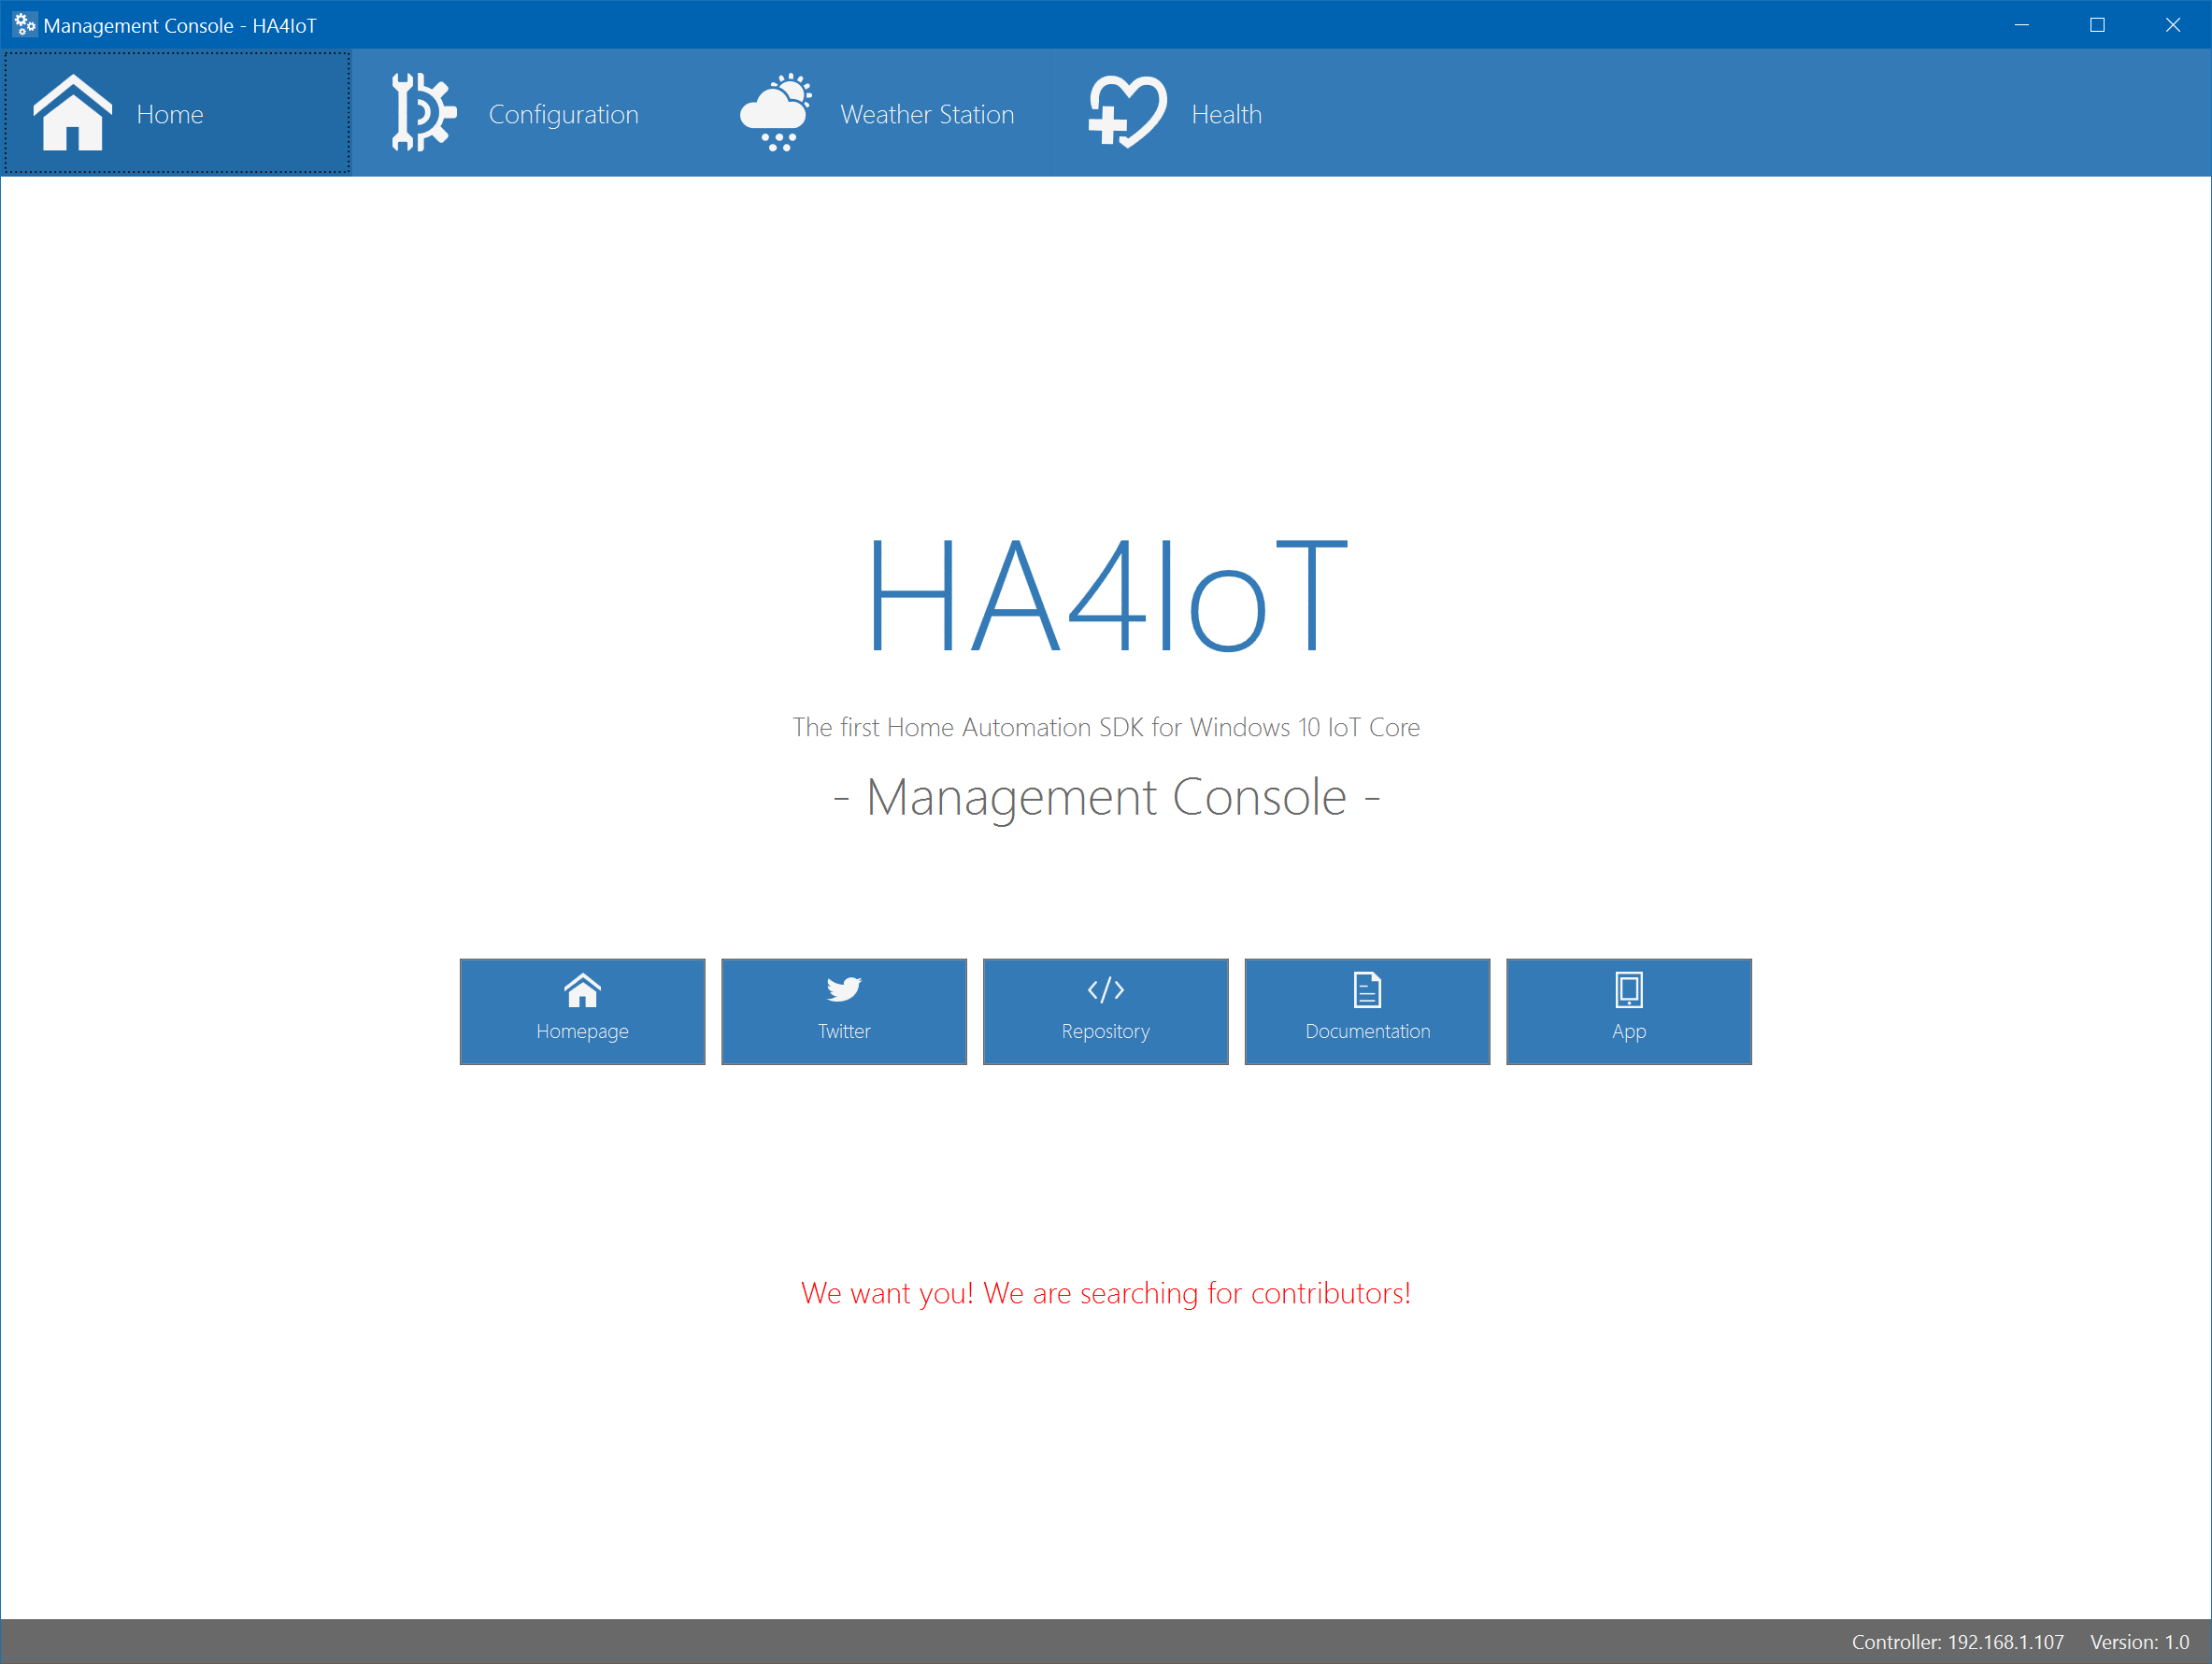 Management Console - HA4IoT
Home Configuration Weather Station Health
HA4IoT
The first Home Automation SDK for Windows 10 IoT Core
- Management Console -
Homepage Twitter Repository Documentation App
We want you! We are searching for contributors!
Controller: 192.168.1.107 Version: 1.0